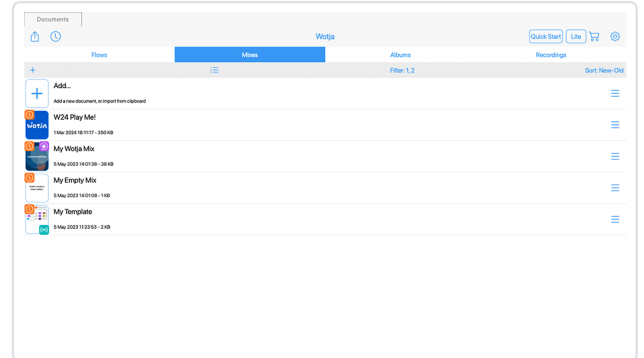 Documents
Wotja
Quick Start
Lite
Flows
Mixes
Albums
Recordings
Filter: 1, 2
Sort: New-Old
Add...
Add a new document, or import from clipboard
W24 Play Me!
1 Mar 2024 16:11:17 - 350 KB
wotja
My Wotja Mix
5 May 2023 14:01:38 - 38 KB
My Empty Mix
5 May 2023 14:01:08 - 1 KB
My Template
5 May 2023 11:23:53 - 2 KB